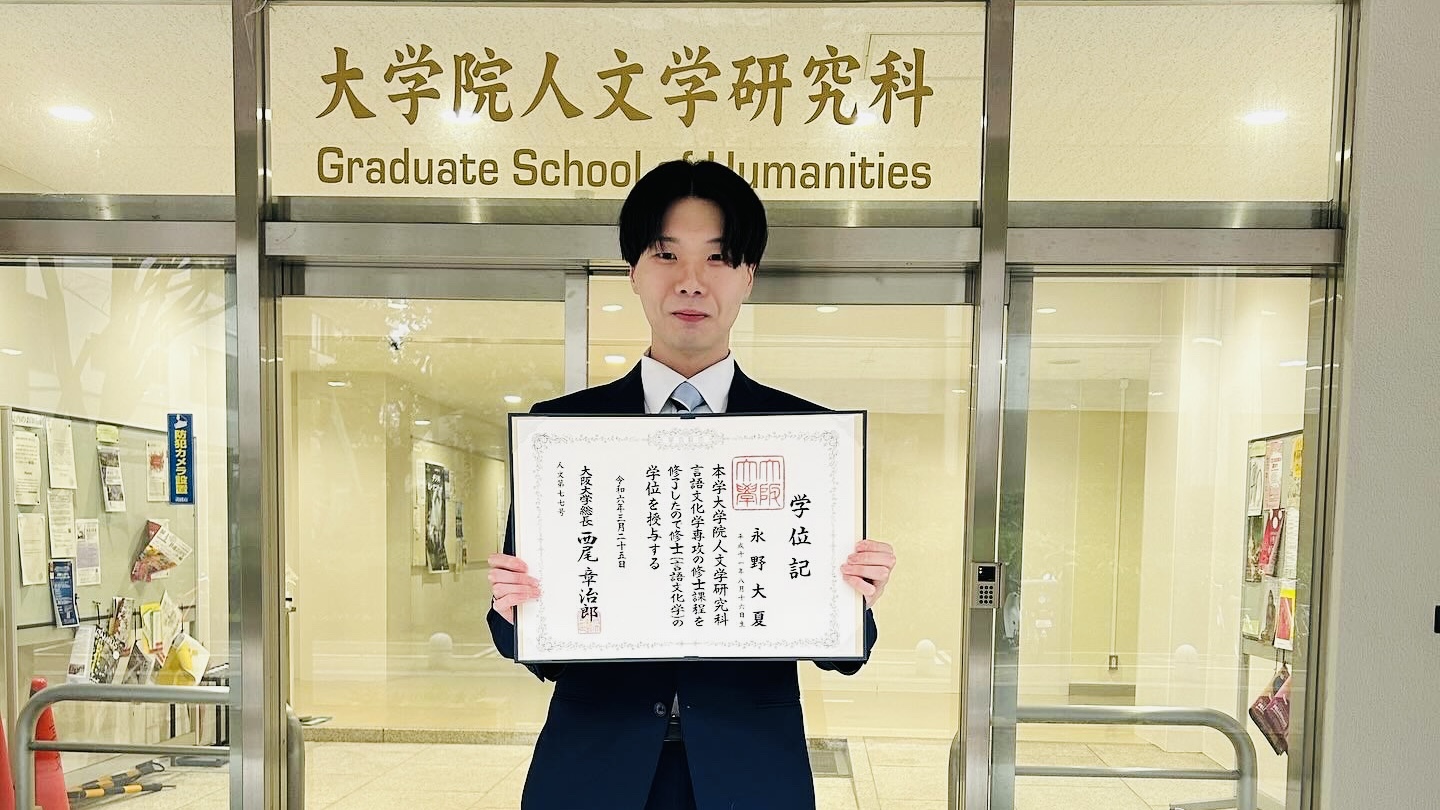 大学院人文学研究科
Graduate School of Humanities
防犯カメラ設置
学位記
大阪大学
永野大夏
平成十一年八月十六日生
本学大学院人文学研究科
言語文化学専攻の修士課程を
修了したので修士(言語文化学)の
学位を授与する
令和六年三月二十五日
大阪大学総長 西尾章治郎
人文第七七号